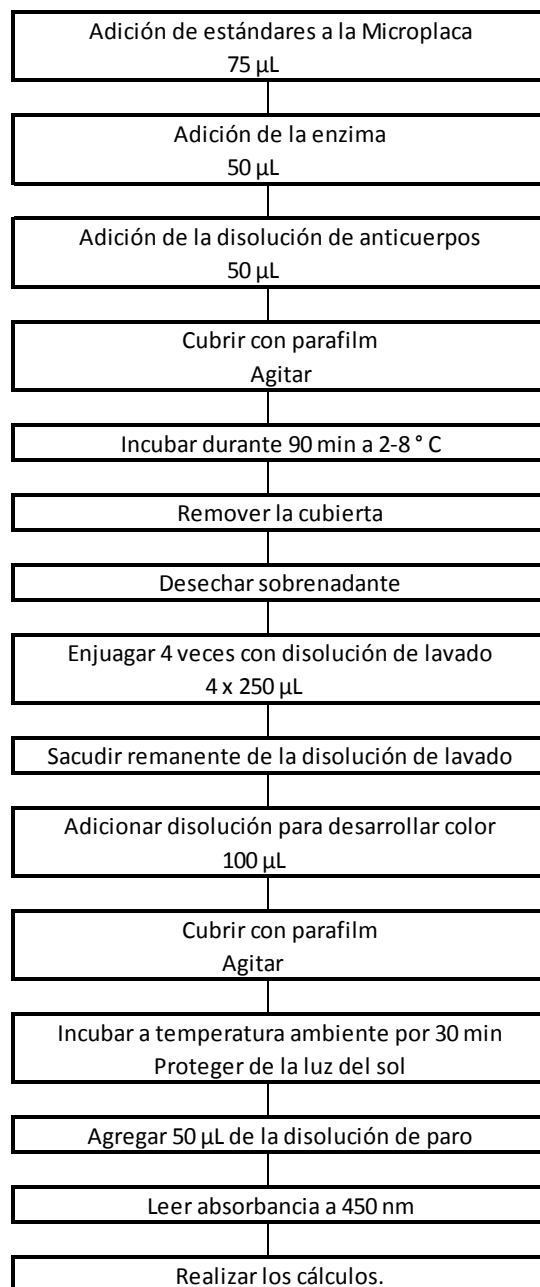 Adición de estándares a la Microplaca
75 µL
Adición de la enzima
50 µL
Adición de la disolución de anticuerpos
50 µL
Cubrir con parafilm
Agitar
Incubar durante 90 min a 2-8 ° C
Remover la cubierta
Desechar sobrenadante
Enjuagar 4 veces con disolución de lavado
4 x 250 µL
Sacudir remanente de la disolución de lavado
Adicionar disolución para desarrollar color
100 µL
Cubrir con parafilm
Agitar
Incubar a temperatura ambiente por 30 min
Proteger de la luz del sol
Agregar 50 µL de la disolución de paro
Leer absorbancia a 450 nm
Realizar los cálculos.